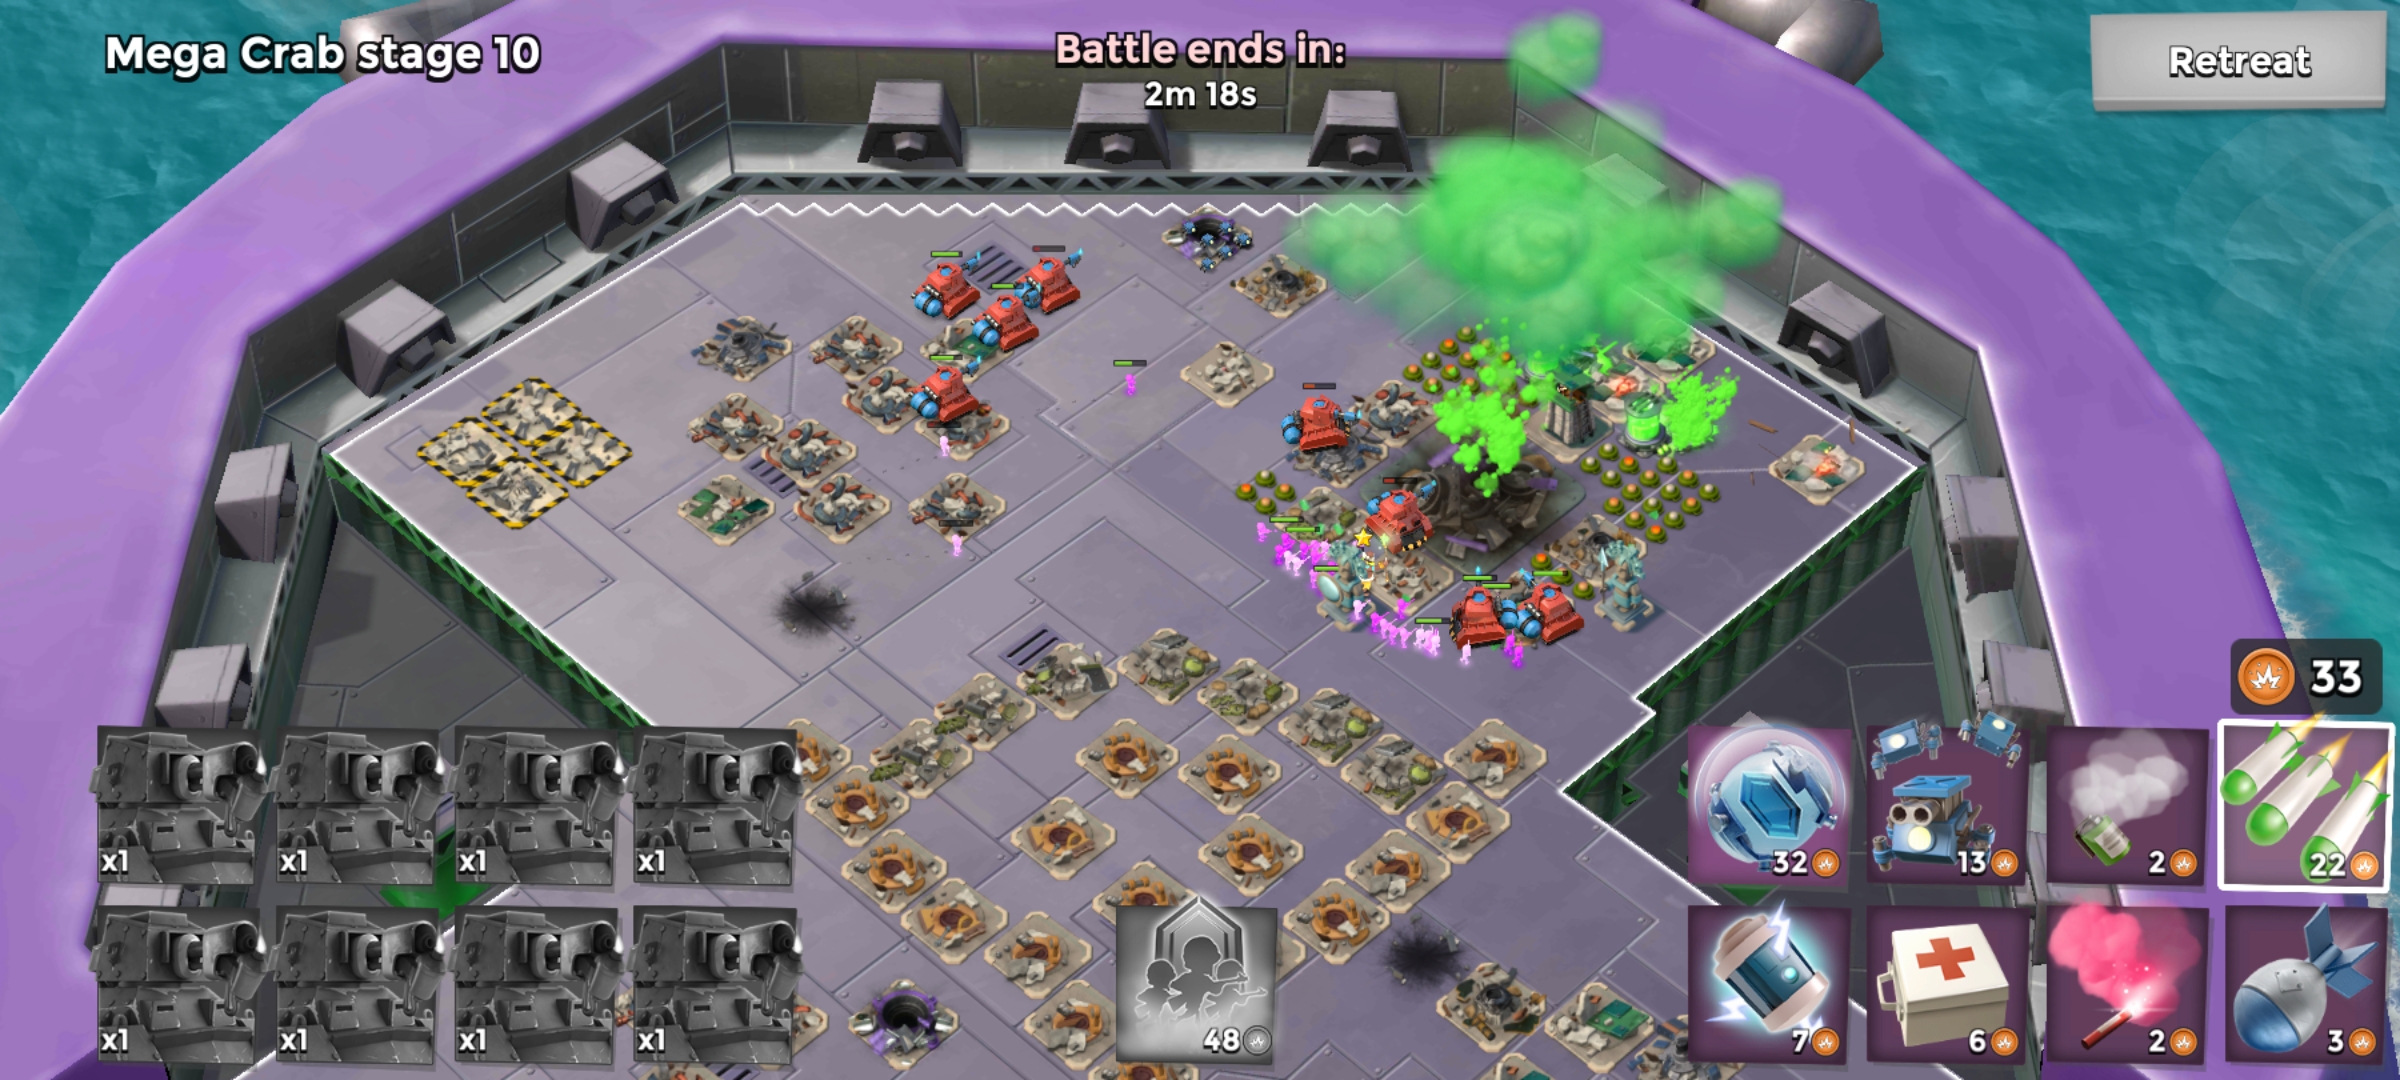 Mega Crab stage 10
Battle ends in:
2m 18s
Retreat
33
32
13
2
22
x1
x1
x1
x1
x1
x1
x1
x1
48
7
6
2
3